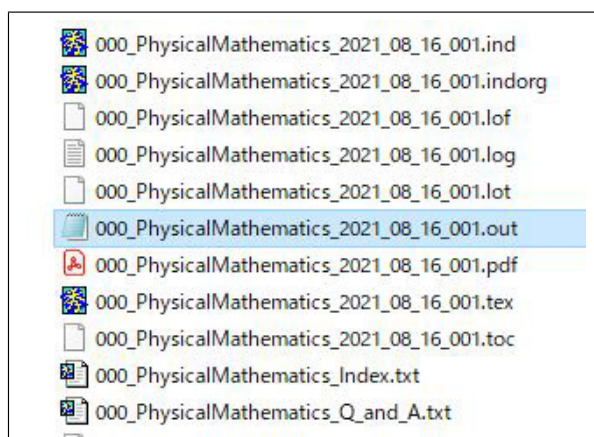 000_PhysicalMathematics_2021_08_16_001.ind
000_PhysicalMathematics_2021_08_16_001.indorg
000_PhysicalMathematics_2021_08_16_001.lof
000_PhysicalMathematics_2021_08_16_001.log
000_PhysicalMathematics_2021_08_16_001.lot
000_PhysicalMathematics_2021_08_16_001.out
000_PhysicalMathematics_2021_08_16_001.pdf
000_PhysicalMathematics_2021_08_16_001.tex
000_PhysicalMathematics_2021_08_16_001.toc
000_PhysicalMathematics_Index.txt
000_PhysicalMathematics_Q_and_A.txt